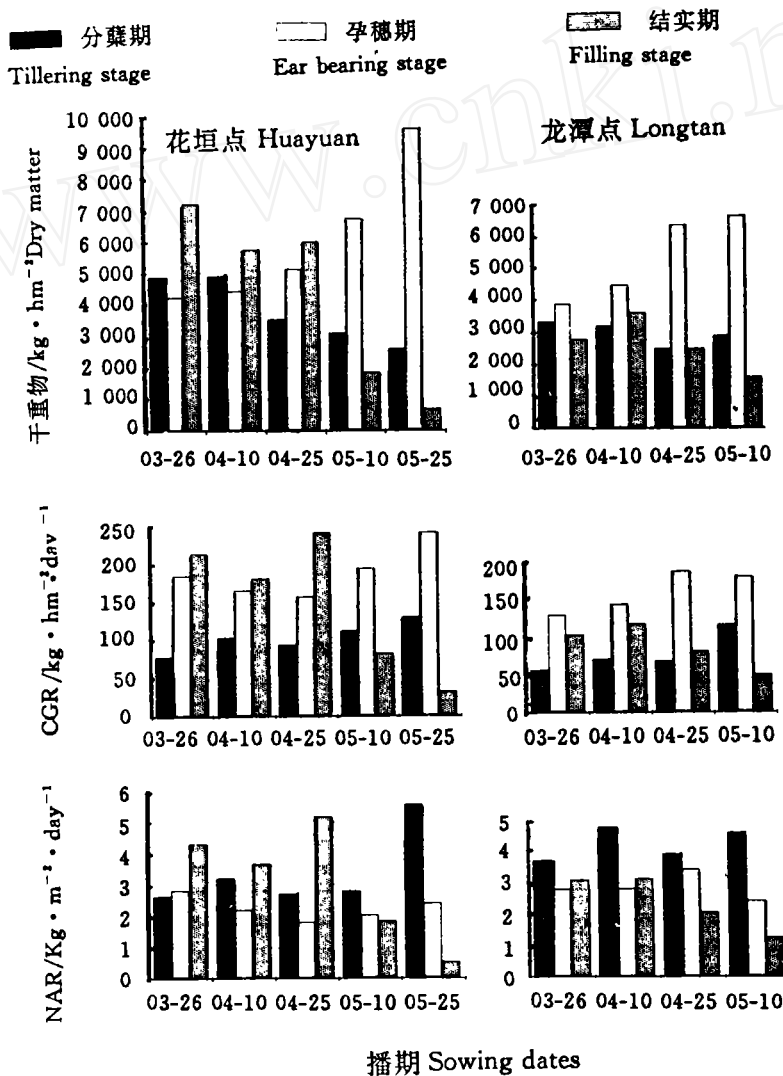 分蘖期 孕穗期 结实期
Tillering stage Ear bearing stage Filling stage
www.cnki.n
花垣点 Huayuan
干重物/kg·hm⁻²Dry matter
10 000
9 000
8 000
7 000
6 000
5 000
4 000
3 000
2 000
1 000
0
03-26 04-10 04-25 05-10 05-25
龙潭点 Longtan
7 000
6 000
5 000
4 000
3 000
2 000
1 000
0
03-26 04-10 04-25 05-10
CGR/kg·hm⁻²·day⁻¹
250
200
150
100
50
0
03-26 04-10 04-25 05-10 05-25
200
150
100
50
0
03-26 04-10 04-25 05-10
NAR/Kg·m⁻²·day⁻¹
6
5
4
3
2
1
0
03-26 04-10 04-25 05-10 05-25
5
4
3
2
1
0
03-26 04-10 04-25 05-10
播期 Sowing dates